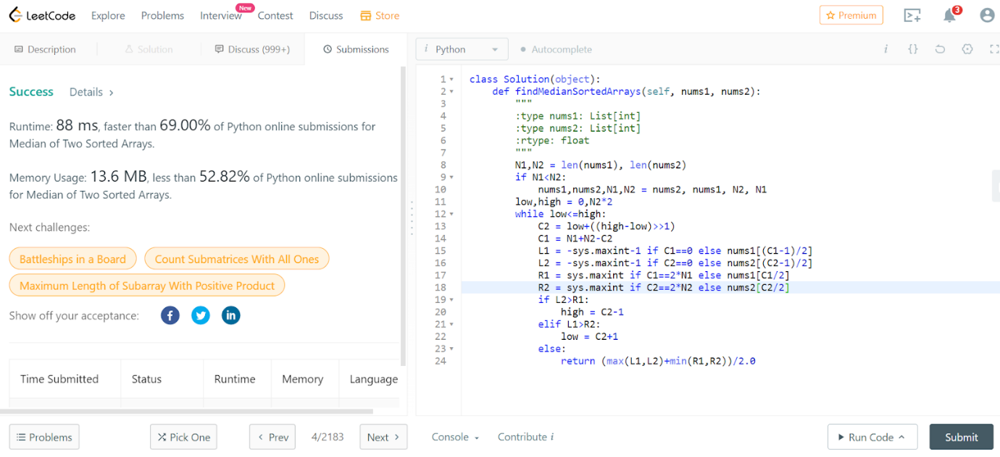 LeetCode Explore Problems Interview New Contest Discuss Store Premium 3
Description Solution Discuss (999+) Submissions
Success Details >
Runtime: 88 ms, faster than 69.00% of Python online submissions for
Median of Two Sorted Arrays.
Memory Usage: 13.6 MB, less than 52.82% of Python online submissions
for Median of Two Sorted Arrays.
Next challenges:
Battleships in a Board Count Submatrices With All Ones
Maximum Length of Subarray With Positive Product
Show off your acceptance:
Time Submitted Status Runtime Memory Language
Problems Pick One < Prev 4/2183 Next >
i Python Autocomplete i {}
1 class Solution(object):
2 def findMedianSortedArrays(self, nums1, nums2):
3 """
4 :type nums1: List[int]
5 :type nums2: List[int]
6 :rtype: float
7 """
8 N1,N2 = len(nums1), len(nums2)
9 if N1<N2:
10 nums1,nums2,N1,N2 = nums2, nums1, N2, N1
11 low,high = 0,N2*2
12 while low<=high:
13 C2 = low+((high-low)>>1)
14 C1 = N1+N2-C2
15 L1 = -sys.maxint-1 if C1==0 else nums1[(C1-1)/2]
16 L2 = -sys.maxint-1 if C2==0 else nums2[(C2-1)/2]
17 R1 = sys.maxint if C1==2*N1 else nums1[C1/2]
18 R2 = sys.maxint if C2==2*N2 else nums2[C2/2]
19 if L2>R1:
20 high = C2-1
21 elif L1>R2:
22 low = C2+1
23 else:
24 return (max(L1,L2)+min(R1,R2))/2.0
Console Contribute i Run Code Submit